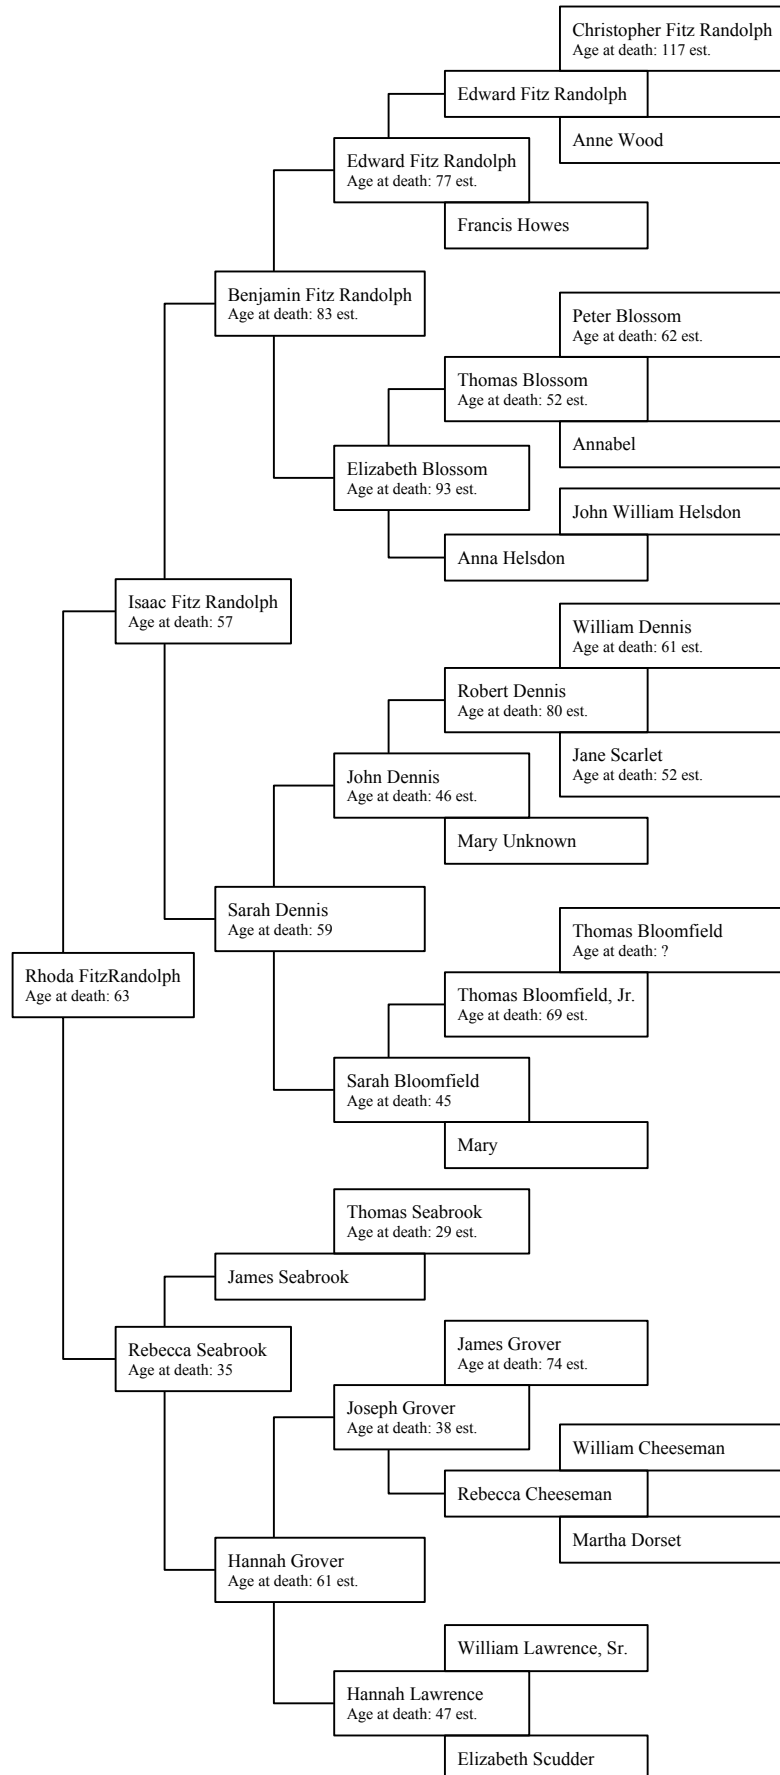 Christopher Fitz Randolph
Age at death: 117 est.
Edward Fitz Randolph
Anne Wood
Edward Fitz Randolph
Age at death: 77 est.
Francis Howes
Benjamin Fitz Randolph
Age at death: 83 est.
Peter Blossom
Age at death: 62 est.
Thomas Blossom
Age at death: 52 est.
Annabel
Elizabeth Blossom
Age at death: 93 est.
John William Helsdon
Anna Helsdon
Isaac Fitz Randolph
Age at death: 57
William Dennis
Age at death: 61 est.
Robert Dennis
Age at death: 80 est.
Jane Scarlet
Age at death: 52 est.
John Dennis
Age at death: 46 est.
Mary Unknown
Sarah Dennis
Age at death: 59
Thomas Bloomfield
Age at death: ?
Rhoda FitzRandolph
Age at death: 63
Thomas Bloomfield, Jr.
Age at death: 69 est.
Sarah Bloomfield
Age at death: 45
Mary
Thomas Seabrook
Age at death: 29 est.
James Seabrook
Rebecca Seabrook
Age at death: 35
James Grover
Age at death: 74 est.
Joseph Grover
Age at death: 38 est.
William Cheeseman
Rebecca Cheeseman
Martha Dorset
Hannah Grover
Age at death: 61 est.
William Lawrence, Sr.
Hannah Lawrence
Age at death: 47 est.
Elizabeth Scudder